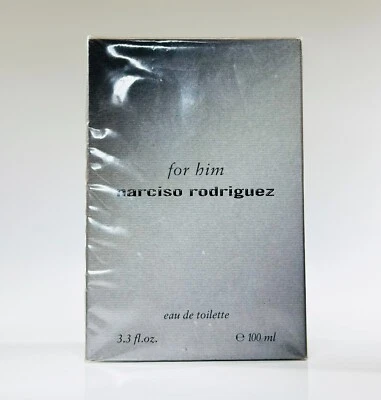 for him
narciso rodriguez
eau de toilette
3.3 fl.oz. ℮ 100 ml